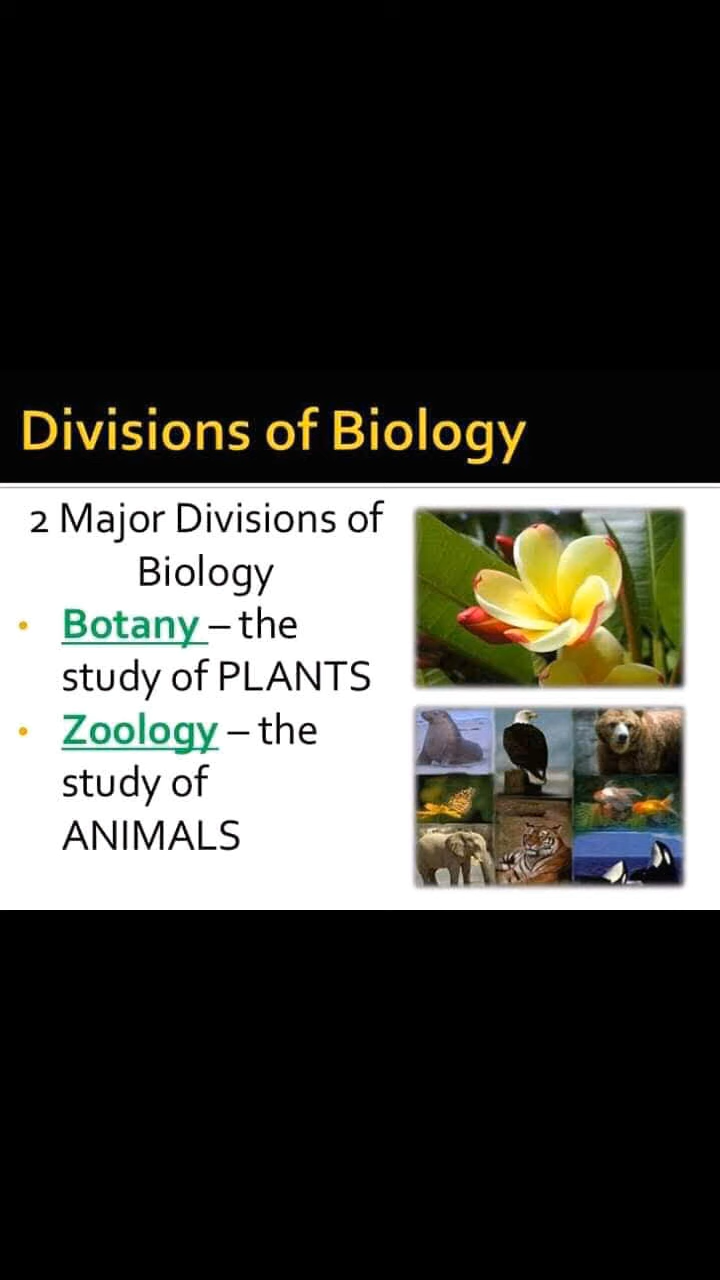 Divisions of Biology
2 Major Divisions of
Biology
• Botany – the
study of PLANTS
• Zoology – the
study of
ANIMALS